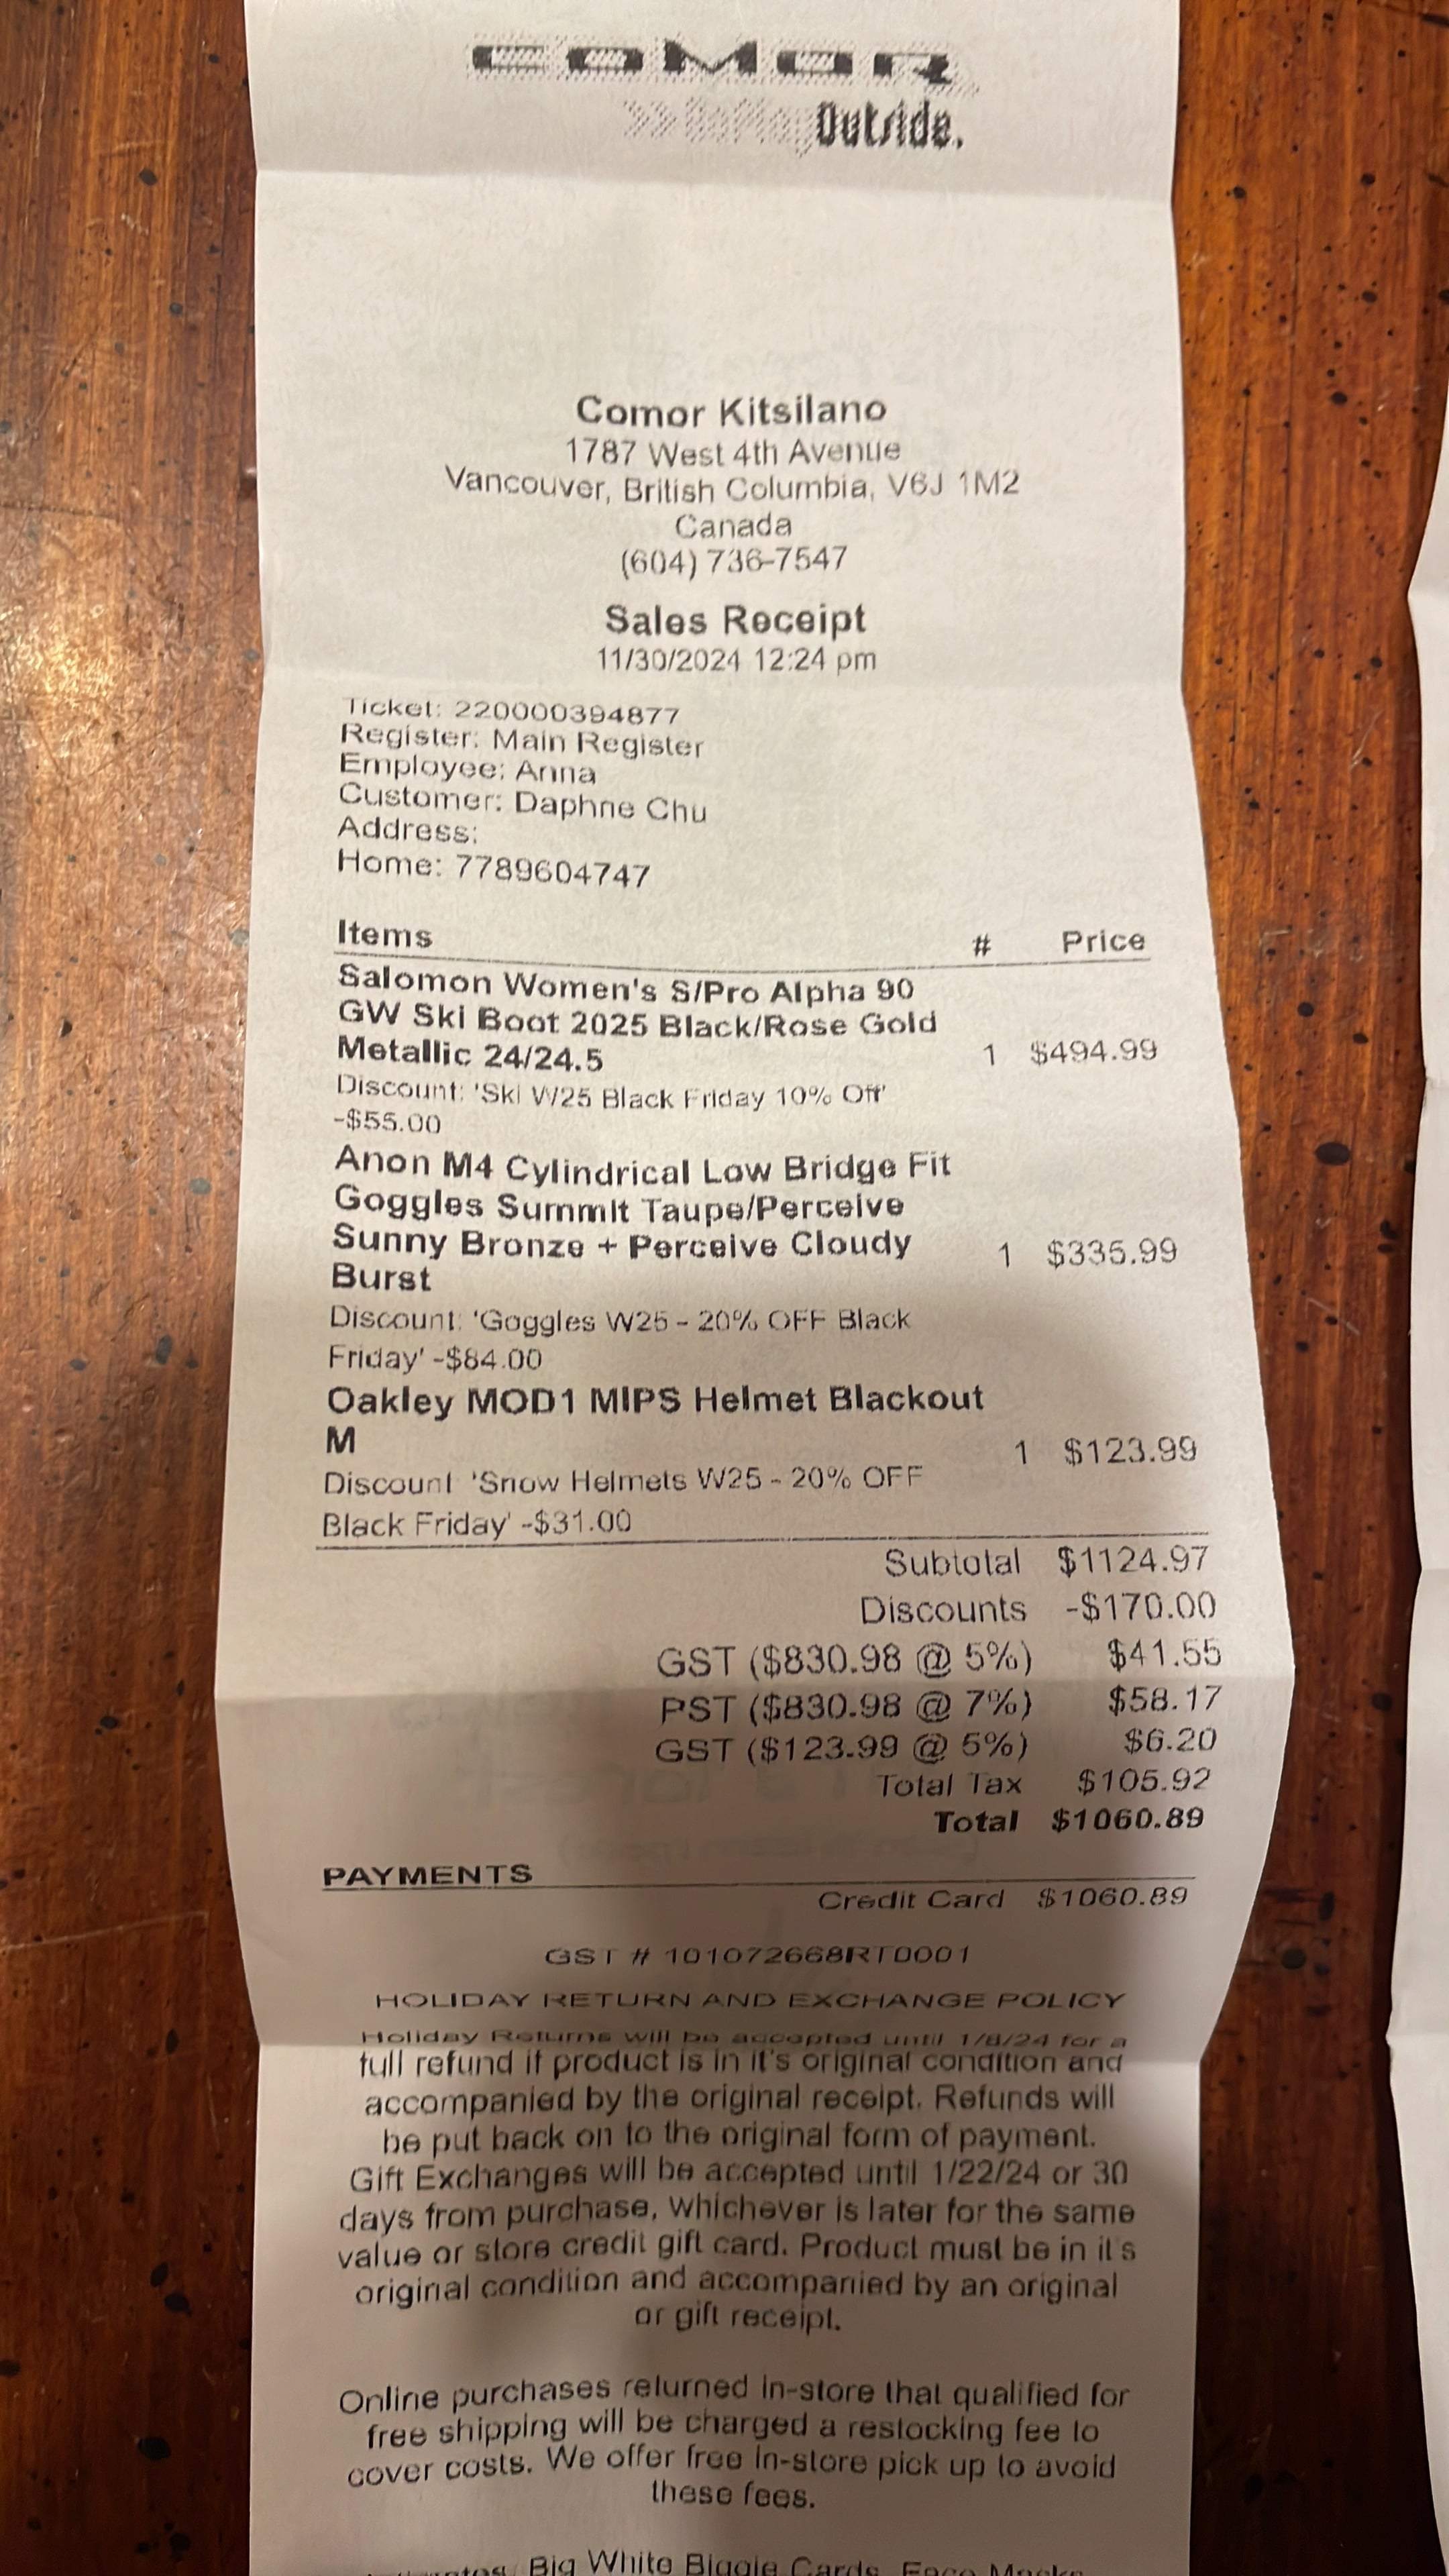 COMOR
Outside.
Comor Kitsilano
1787 West 4th Avenue
Vancouver, British Columbia, V6J 1M2
Canada
(604) 736-7547
Sales Receipt
11/30/2024 12:24 pm
Ticket: 220000394877
Register: Main Register
Employee: Anna
Customer: Daphne Chu
Address:
Home: 7789604747
Items # Price
Salomon Women's S/Pro Alpha 90
GW Ski Boot 2025 Black/Rose Gold
Metallic 24/24.5 1 $494.99
Discount: 'Ski W25 Black Friday 10% Off'
-$55.00
Anon M4 Cylindrical Low Bridge Fit
Goggles Summit Taupe/Perceive
Sunny Bronze + Perceive Cloudy 1 $335.99
Burst
Discount: 'Goggles W25 - 20% OFF Black
Friday' -$84.00
Oakley MOD1 MIPS Helmet Blackout
M 1 $123.99
Discount: 'Snow Helmets W25 - 20% OFF
Black Friday' -$31.00
Subtotal $1124.97
Discounts -$170.00
GST ($830.98 @ 5%) $41.55
PST ($830.98 @ 7%) $58.17
GST ($123.99 @ 5%) $6.20
Total Tax $105.92
Total $1060.89
PAYMENTS
Credit Card $1060.89
GST # 101072668RT0001
HOLIDAY RETURN AND EXCHANGE POLICY
Holiday Returns will be accepted until 1/8/24 for a
full refund if product is in it's original condition and
accompanied by the original receipt. Refunds will
be put back on to the original form of payment.
Gift Exchanges will be accepted until 1/22/24 or 30
days from purchase, whichever is later for the same
value or store credit gift card. Product must be in it's
original condition and accompanied by an original
or gift receipt.
Online purchases returned in-store that qualified for
free shipping will be charged a restocking fee to
cover costs. We offer free in-store pick up to avoid
these fees.
Big White Biggie Cards, Face Masks